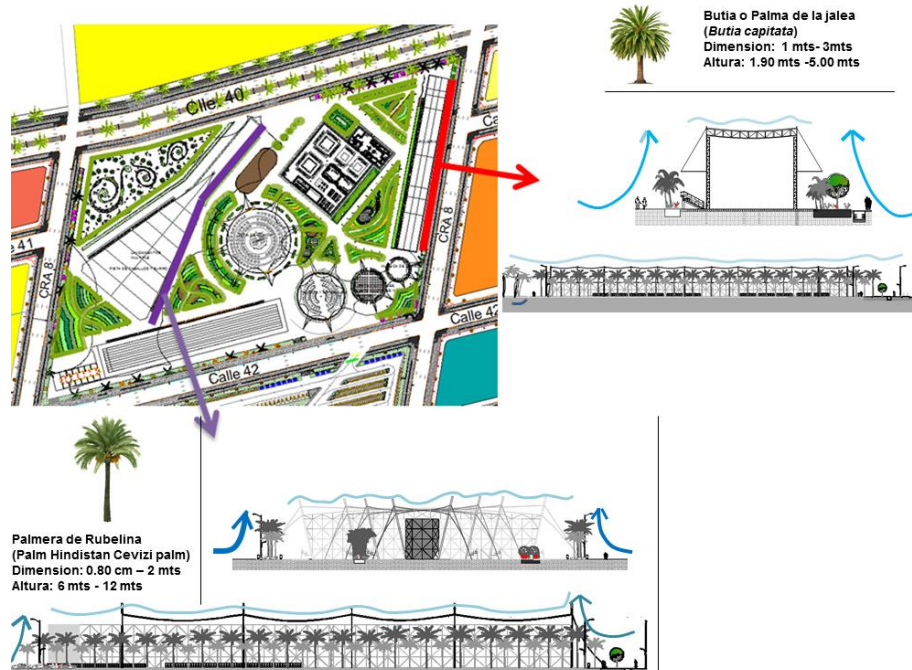 Butia o Palma de la jalea
(Butia capitata)
Dimension: 1 mts- 3mts
Altura: 1.90 mts -5.00 mts
Clle. 40
Calle 41
CRA 8
CRA 8
Calle 42
Calle 42
Palmera de Rubelina
(Palm Hindistan Cevizi palm)
Dimension: 0.80 cm – 2 mts
Altura: 6 mts - 12 mts